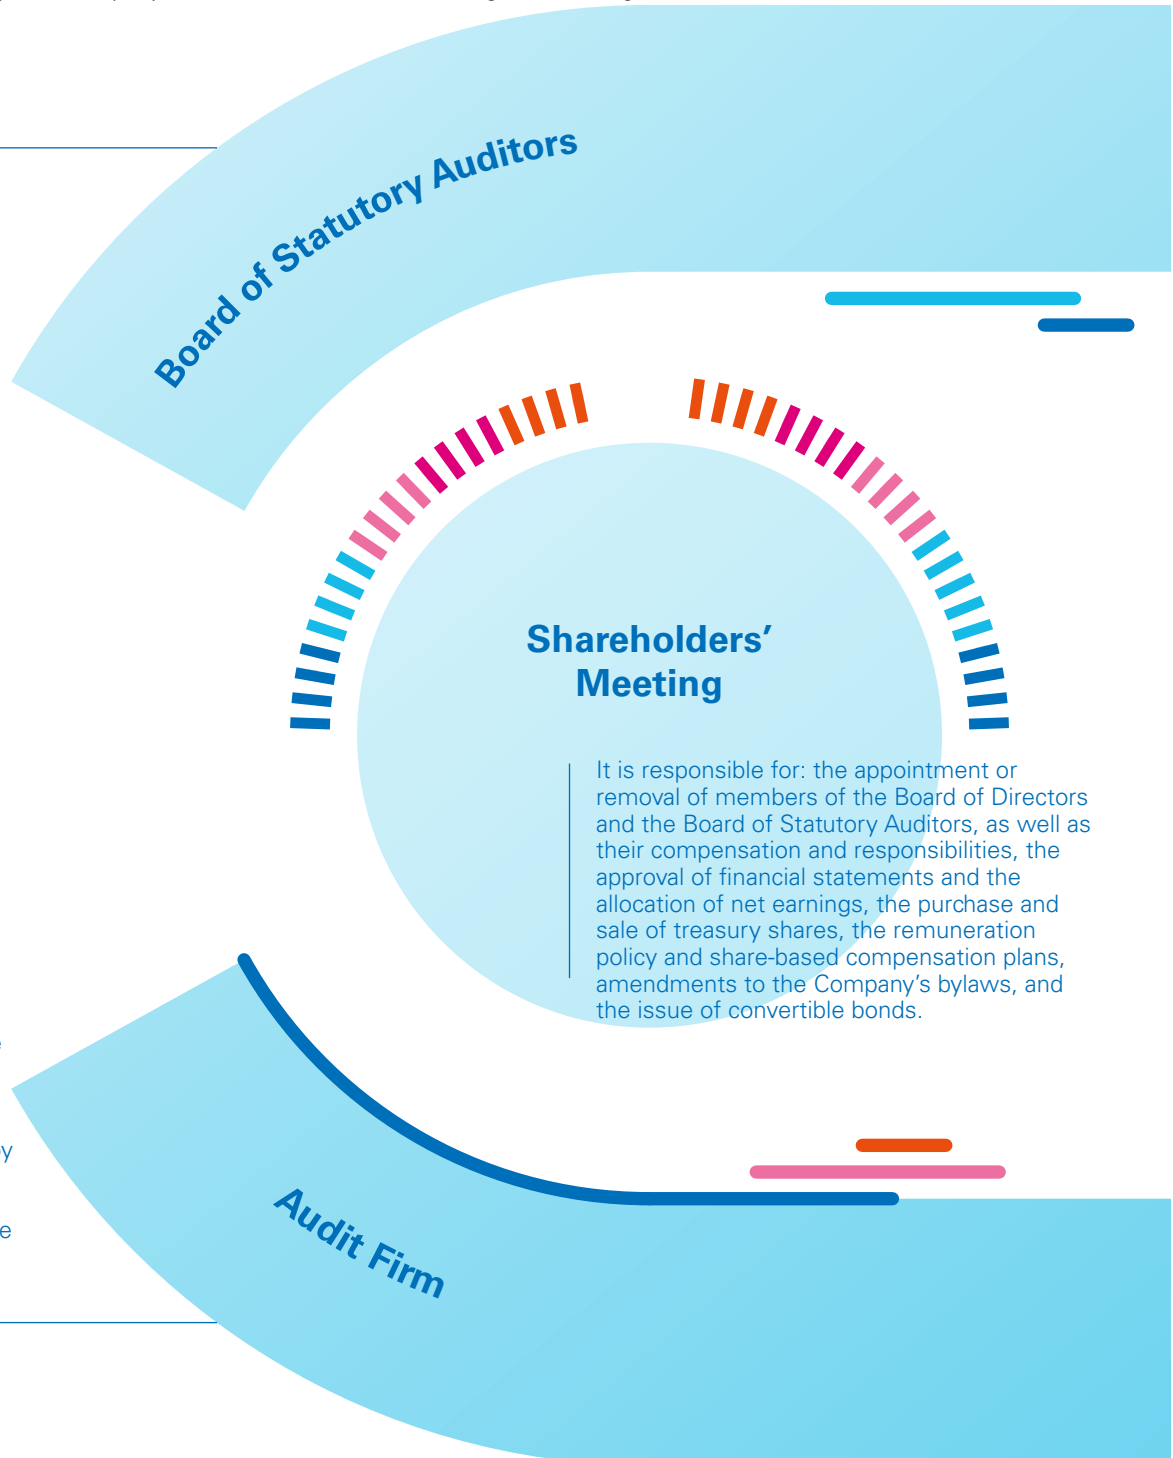 Board of Statutory Auditors
Shareholders’
Meeting
It is responsible for: the appointment or
removal of members of the Board of Directors
and the Board of Statutory Auditors, as well as
their compensation and responsibilities, the
approval of financial statements and the
allocation of net earnings, the purchase and
sale of treasury shares, the remuneration
policy and share-based compensation plans,
amendments to the Company’s bylaws, and
the issue of convertible bonds.
Audit Firm